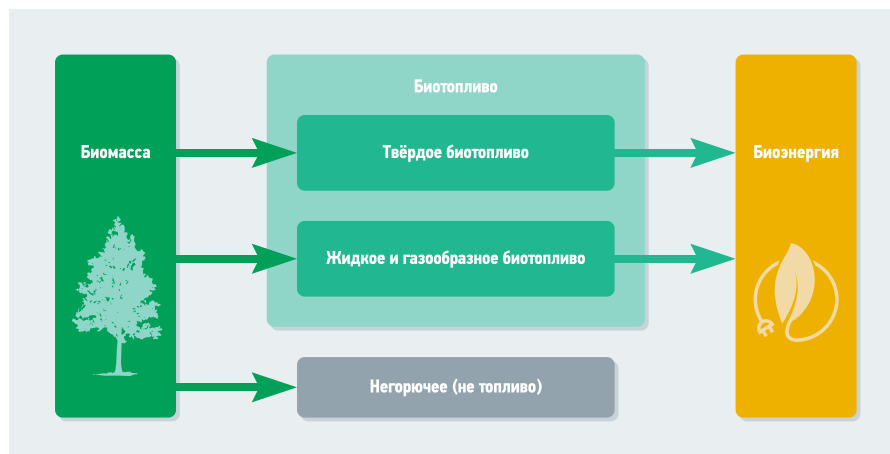 Биотопливо
Биомасса
Твёрдое биотопливо
Биоэнергия
Жидкое и газообразное биотопливо
Негорючее (не топливо)